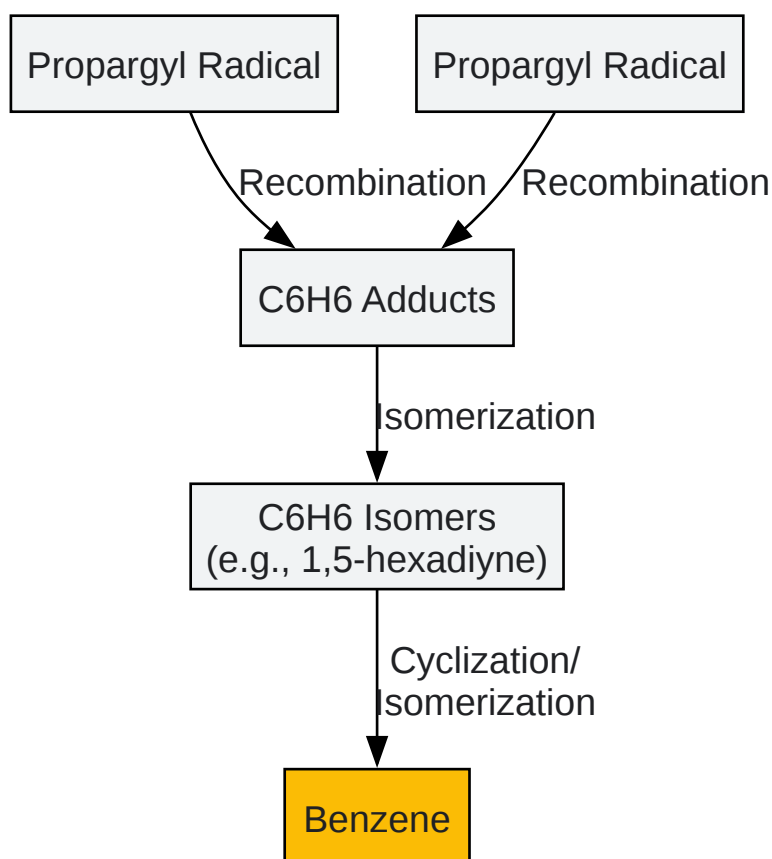 Propargyl Radical
Propargyl Radical
Recombination
Recombination
C6H6 Adducts
Isomerization
C6H6 Isomers
(e.g., 1,5-hexadiyne)
Cyclization/
Isomerization
Benzene